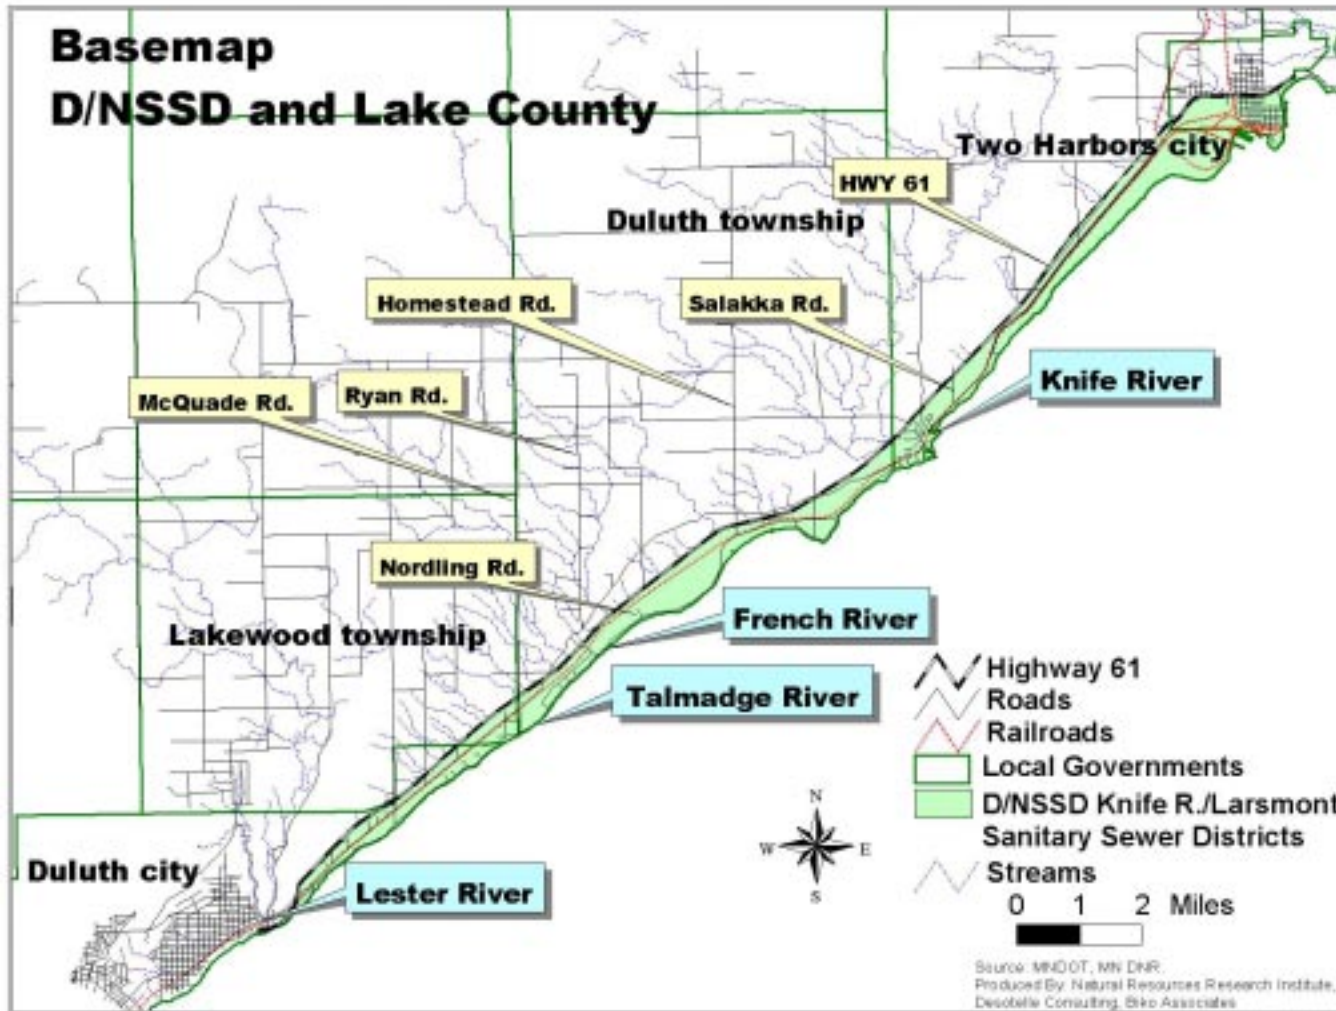 Basemap
D/NSSD and Lake County
Two Harbors city
HWY 61
Duluth township
Homestead Rd.
Salakka Rd.
Knife River
McQuade Rd.
Ryan Rd.
Nordling Rd.
French River
Lakewood township
Talmadge River
Highway 61
Roads
Railroads
Local Governments
D/NSSD Knife R./Larsmont
Sanitary Sewer Districts
Streams
N
W E
S
Duluth city
Lester River
0 1 2 Miles
Source: MNDOT, MN DNR.
Produced By: Natural Resources Research Institute,
Desotelle Consulting, Biko Associates